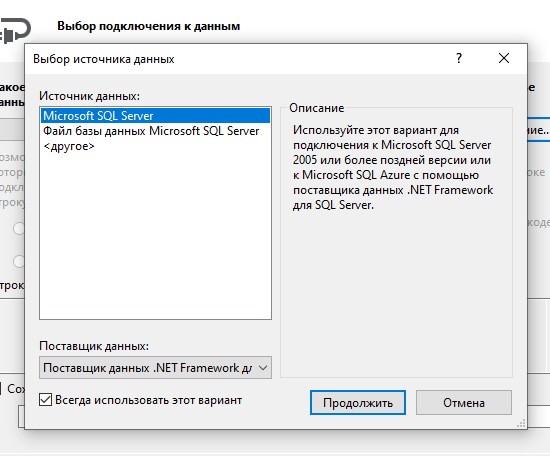 Выбор подключения к данным
Выбор источника данных
?
Источник данных:
Microsoft SQL Server
Файл базы данных Microsoft SQL Server
<другое>
Описание
Используйте этот вариант для
подключения к Microsoft SQL Server
2005 или более поздней версии или
к Microsoft SQL Azure с помощью
поставщика данных .NET Framework
для SQL Server.
Поставщик данных:
Поставщик данных .NET Framework дл
Всегда использовать этот вариант
Продолжить
Отмена